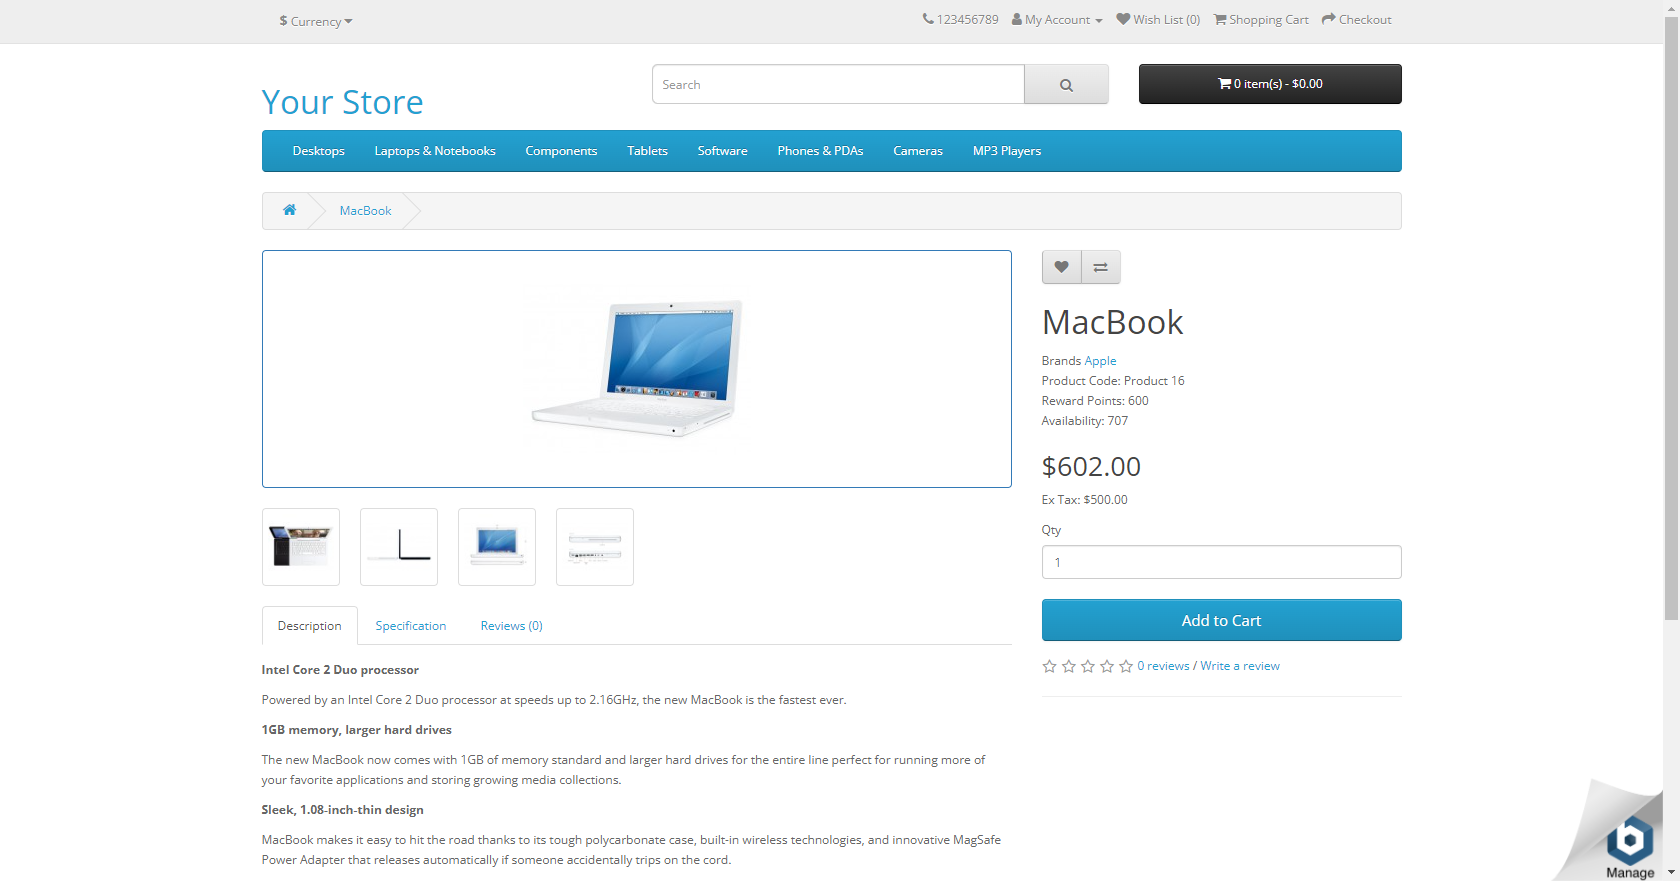 $ Currency
123456789 My Account Wish List (0) Shopping Cart Checkout
Your Store
Search
0 item(s) - $0.00
Desktops Laptops & Notebooks Components Tablets Software Phones & PDAs Cameras MP3 Players
MacBook
MacBook
Brands Apple
Product Code: Product 16
Reward Points: 600
Availability: 707
$602.00
Ex Tax: $500.00
Qty
1
Add to Cart
0 reviews / Write a review
Description Specification Reviews (0)
Intel Core 2 Duo processor
Powered by an Intel Core 2 Duo processor at speeds up to 2.16GHz, the new MacBook is the fastest ever.
1GB memory, larger hard drives
The new MacBook now comes with 1GB of memory standard and larger hard drives for the entire line perfect for running more of
your favorite applications and storing growing media collections.
Sleek, 1.08-inch-thin design
MacBook makes it easy to hit the road thanks to its tough polycarbonate case, built-in wireless technologies, and innovative MagSafe
Power Adapter that releases automatically if someone accidentally trips on the cord.
Manage